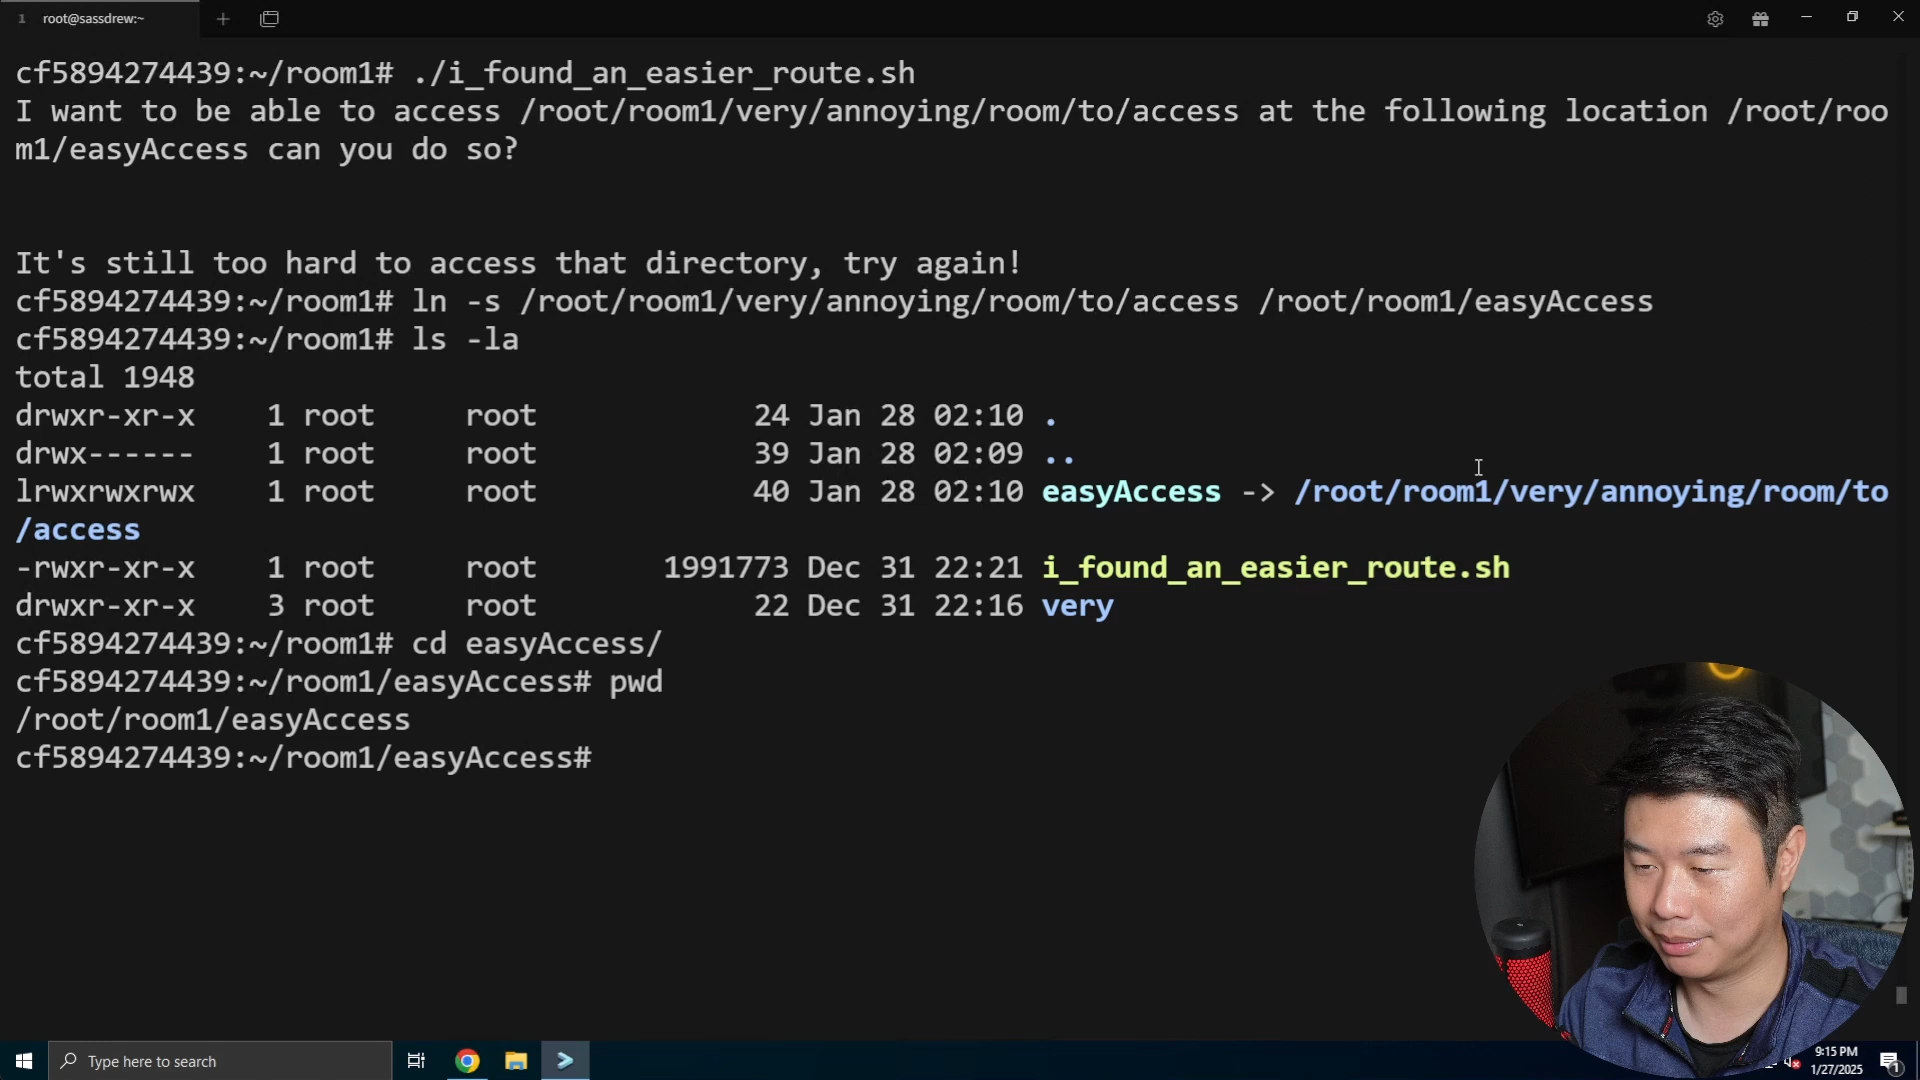 1 root@sassdrew:~
cf5894274439:~/room1# ./i_found_an_easier_route.sh
I want to be able to access /root/room1/very/annoying/room/to/access at the following location /root/roo
m1/easyAccess can you do so?
It's still too hard to access that directory, try again!
cf5894274439:~/room1# ln -s /root/room1/very/annoying/room/to/access /root/room1/easyAccess
cf5894274439:~/room1# ls -la
total 1948
drwxr-xr-x    1 root     root            24 Jan 28 02:10 .
drwx------    1 root     root            39 Jan 28 02:09 ..
lrwxrwxrwx    1 root     root            40 Jan 28 02:10 easyAccess -> /root/room1/very/annoying/room/to
/access
-rwxr-xr-x    1 root     root       1991773 Dec 31 22:21 i_found_an_easier_route.sh
drwxr-xr-x    3 root     root            22 Dec 31 22:16 very
cf5894274439:~/room1# cd easyAccess/
cf5894274439:~/room1/easyAccess# pwd
/root/room1/easyAccess
cf5894274439:~/room1/easyAccess#
Type here to search
9:15 PM
1/27/2025
1